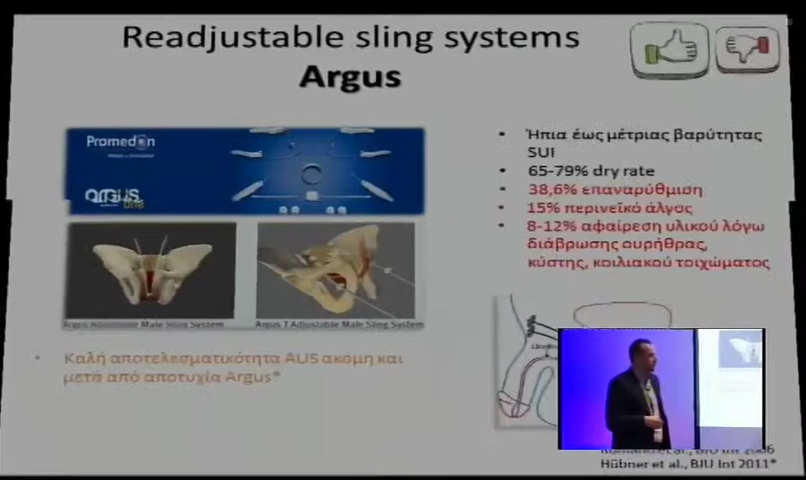 Readjustable sling systems
Argus
Promedon
argus
one
Argus Adjustable Male Sling System
Argus T Adjustable Male Sling System
• Καλή αποτελεσματικότητα AUS ακόμη και
μετά από αποτυχία Argus*
• Ήπια έως μέτριας βαρύτητας
SUI
• 65-79% dry rate
• 38,6% επαναρύθμιση
• 15% περινεϊκό άλγος
• 8-12% αφαίρεση υλικού λόγω
διάβρωσης ουρήθρας,
κύστης, κοιλιακού τοιχώματος
et al., BJU Int 2006
Hübner et al., BJU Int 2011*